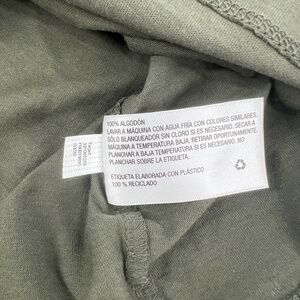 100% ALGODÓN
LAVAR A MÁQUINA CON AGUA FRÍA CON COLORES SIMILARES.
SÓLO BLANQUEADOR SIN CLORO SI ES NECESARIO. SECAR A
MÁQUINA A TEMPERATURA BAJA. RETIRAR OPORTUNAMENTE.
PLANCHAR A BAJA TEMPERATURA SI ES NECESARIO. NO
PLANCHAR SOBRE LA ETIQUETA.
ETIQUETA ELABORADA CON PLÁSTICO
100 % RECICLADO